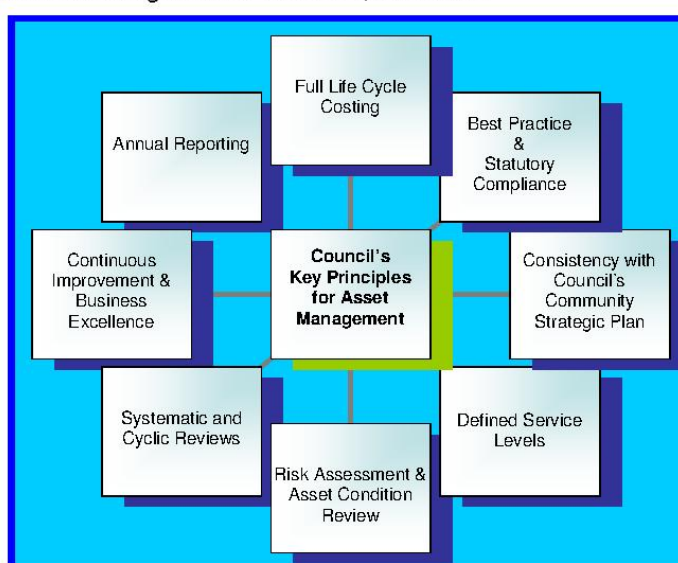 Full Life Cycle
Costing
Annual Reporting
Best Practice
&
Statutory
Compliance
Continuous
Improvement &
Business
Excellence
Council's
Key Principles
for Asset
Management
Consistency with
Council's
Community
Strategic Plan
Systematic and
Cyclic Reviews
Defined Service
Levels
Risk Assessment &
Asset Condition
Review